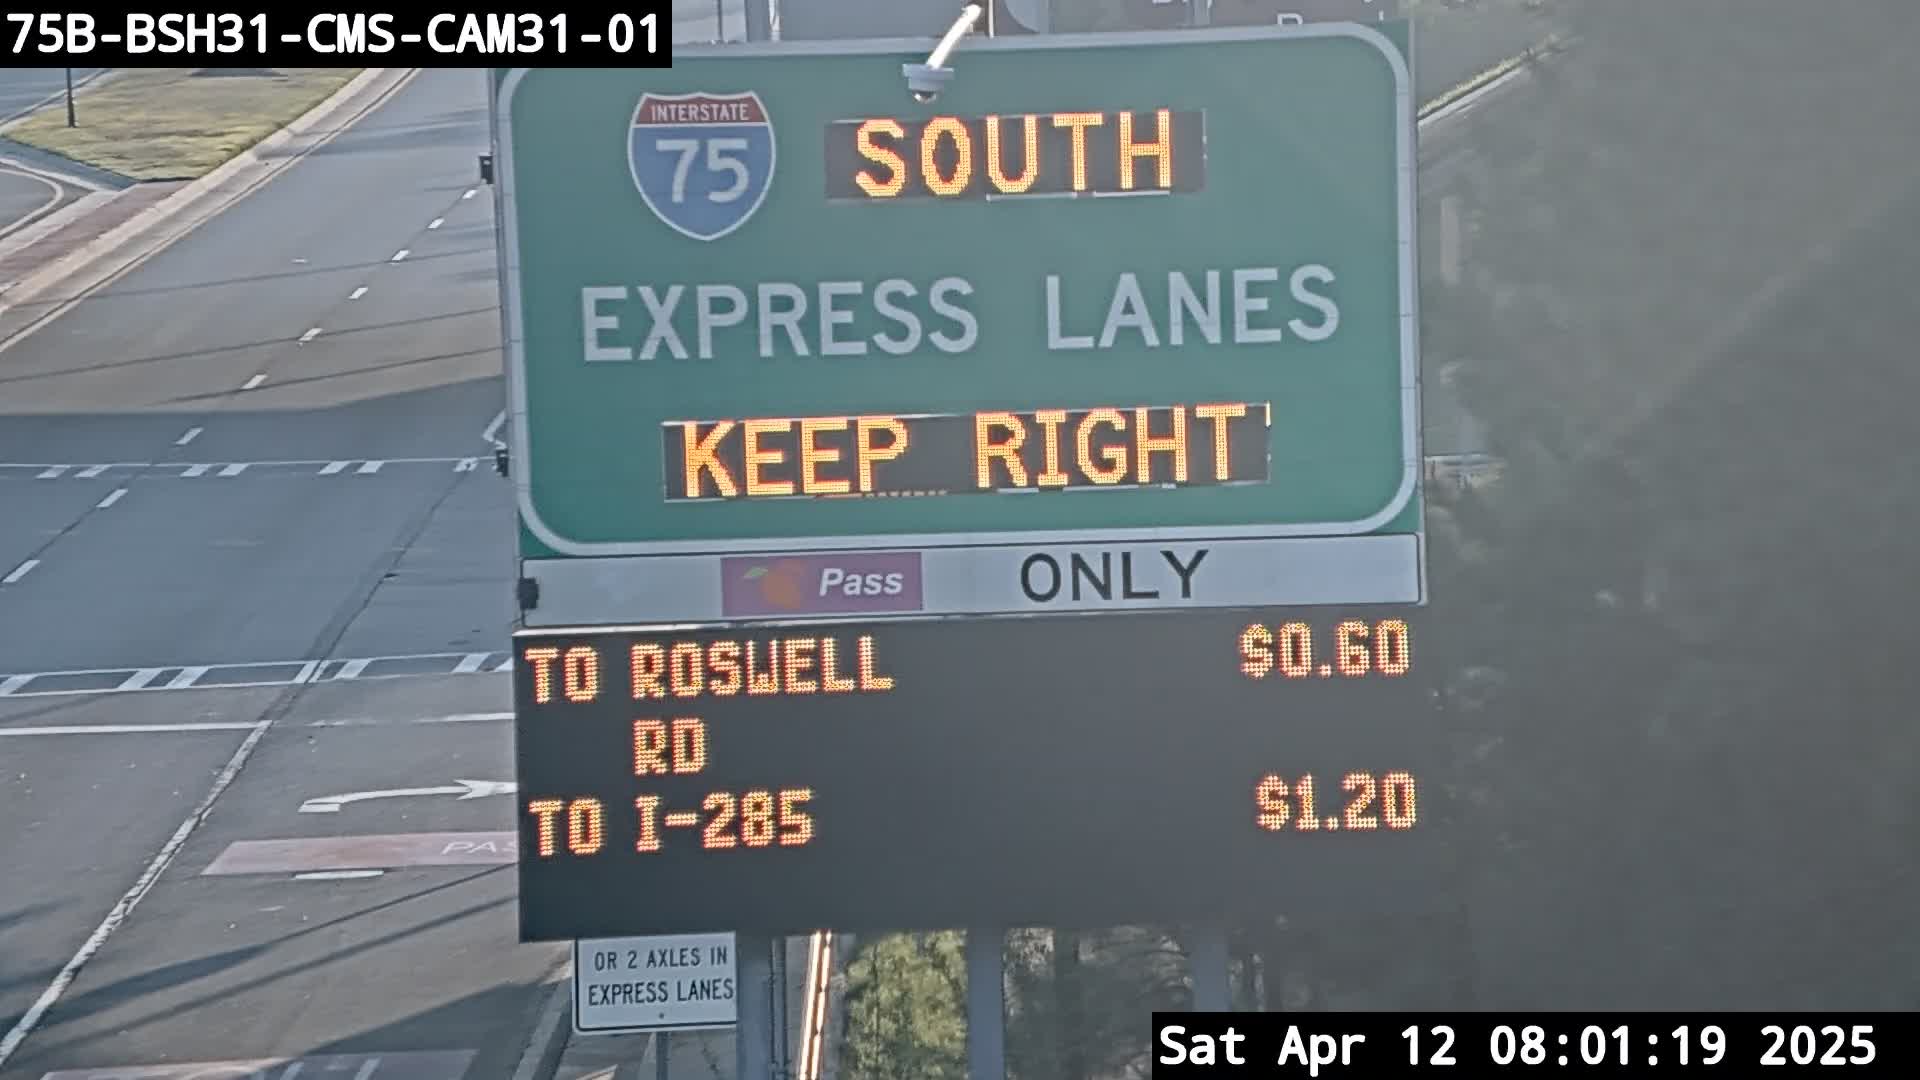 75B-BSH31-CMS-CAM31-01
INTERSTATE
75
SOUTH
EXPRESS LANES
KEEP RIGHT
Pass ONLY
TO ROSWELL $0.60
RD
TO I-285 $1.20
PAS
OR 2 AXLES IN
EXPRESS LANES
Sat Apr 12 08:01:19 2025